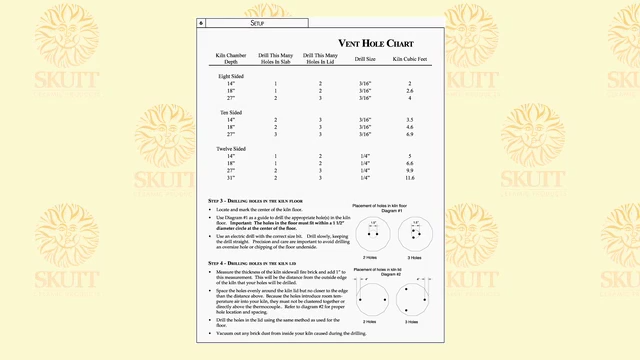 6 SETUP
VENT HOLE CHART
Kiln Chamber Depth Drill This Many Holes In Slab Drill This Many Holes In Lid Drill Size Kiln Cubic Feet
Eight Sided
14" 1 2 3/16" 2
18" 1 2 3/16" 2.6
27" 2 3 3/16" 4
Ten Sided
14" 2 3 3/16" 3.5
18" 2 3 3/16" 4.6
27" 3 3 3/16" 6.9
Twelve Sided
14" 1 2 1/4" 5
18" 1 2 1/4" 6.6
27" 2 3 1/4" 9.9
31" 2 3 1/4" 11.6
STEP 3 - DRILLING HOLES IN THE KILN FLOOR
• Locate and mark the center of the kiln floor.
• Use Diagram #1 as a guide to drill the appropriate hole(s) in the kiln
floor. Important: The holes in the floor must fit within a 1 1/2"
diameter circle at the center of the floor.
• Use an electric drill with the correct size bit. Drill slowly, keeping
the drill straight. Precision and care are important to avoid drilling
an oversize hole or chipping of the floor underside.
Placement of holes in kiln floor
Diagram #1
1.5" 1.5"
2 Holes 3 Holes
STEP 4 - DRILLING HOLES IN THE KILN LID
• Measure the thickness of the kiln sidewall fire brick and add 1" to
this measurement. This will be the distance from the outside edge
of the kiln that your holes will be drilled.
• Space the holes evenly around the kiln lid but no closer to the edge
than the distance above. Because the holes introduce room tem-
perature air into your kiln, they must not be clustered together or
directly above the thermocouple. Refer to diagram #2 for proper
hole location and spacing.
• Drill the holes in the lid using the same method as used for the
floor.
• Vacuum out any brick dust from inside your kiln caused during the drilling.
Placement of holes in kiln lid
Diagram #2
2 Holes 3 Holes
SKUTT
SKUTT
SKUTT
SKUTT